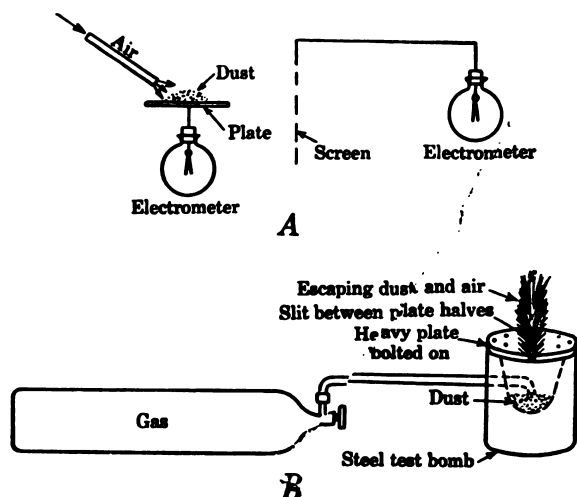 Air
Dust
Plate
Electrometer
Screen
Electrometer
A
Escaping dust and air
Slit between plate halves
Heavy plate
bolted on
Gas
Dust
Steel test bomb
B